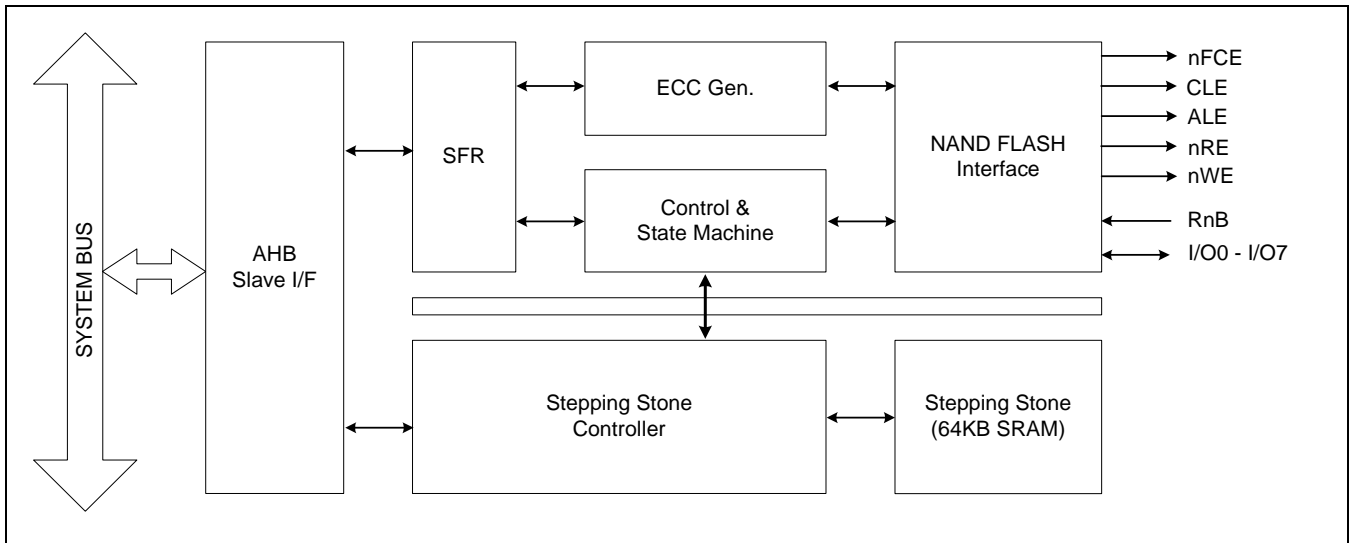 SYSTEM BUS
AHB
Slave I/F
SFR
ECC Gen.
Control &
State Machine
NAND FLASH
Interface
nFCE
CLE
ALE
nRE
nWE
RnB
I/O0 - I/O7
Stepping Stone
Controller
Stepping Stone
(64KB SRAM)